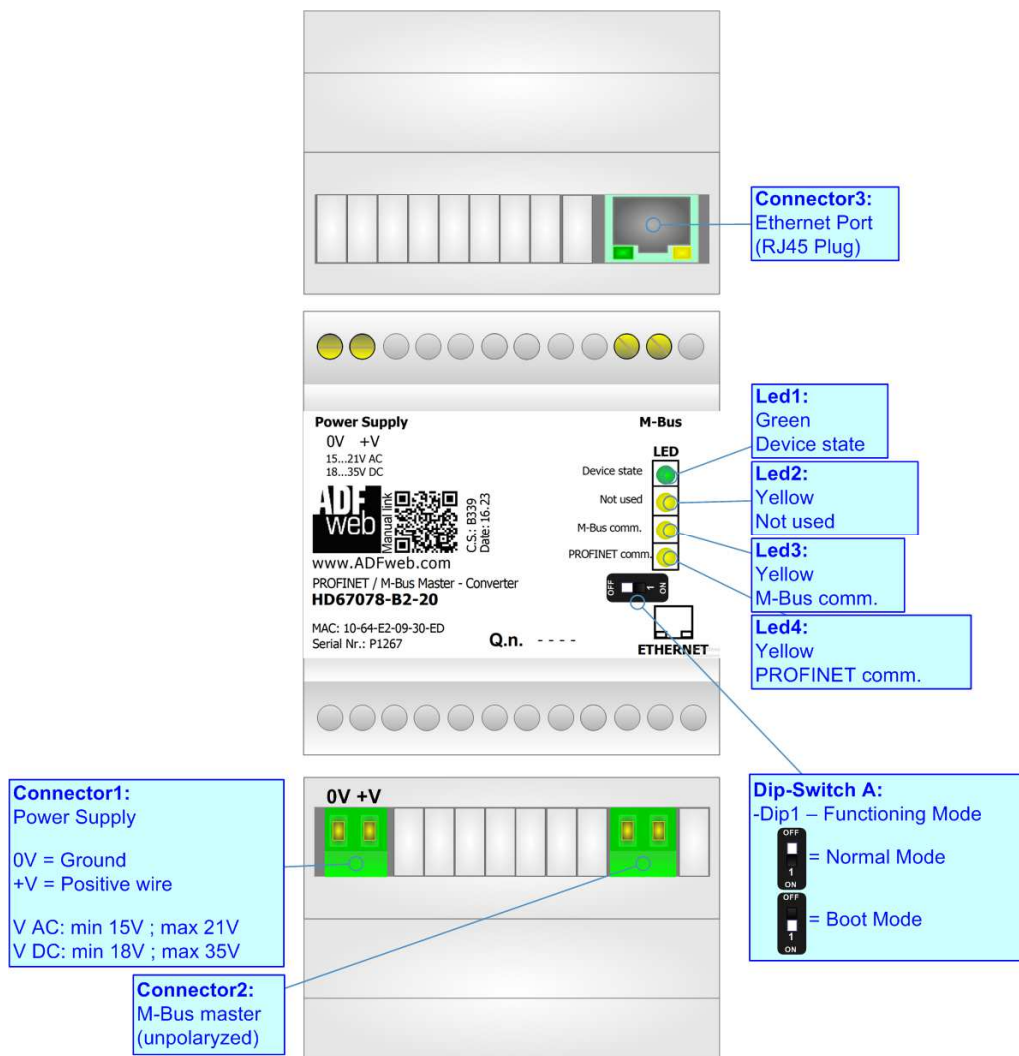 Connector3:
Ethernet Port
(RJ45 Plug)
Power Supply
0V +V
15...21V AC
18...35V DC
M-Bus
LED
Device state
Not used
M-Bus comm.
PROFINET comm.
ADF
web
Manual link
C.S.: B339
Date: 16.23
www.ADFweb.com
PROFINET / M-Bus Master - Converter
HD67078-B2-20
MAC: 10-64-E2-09-30-ED
Serial Nr.: P1267
Q.n. - - - -
OFF
1
ON
ETHERNET
Led1:
Green
Device state
Led2:
Yellow
Not used
Led3:
Yellow
M-Bus comm.
Led4:
Yellow
PROFINET comm.
0V +V
Connector1:
Power Supply
0V = Ground
+V = Positive wire
V AC: min 15V ; max 21V
V DC: min 18V ; max 35V
Connector2:
M-Bus master
(unpolaryzed)
Dip-Switch A:
-Dip1 – Functioning Mode
OFF
1
ON
= Normal Mode
OFF
1
ON
= Boot Mode